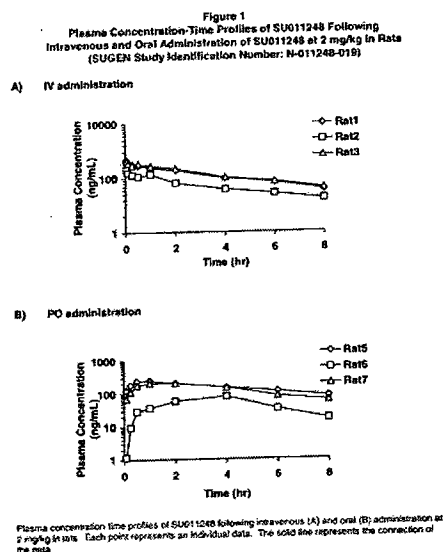 Figure 1
Plasma Concentration-Time Profiles of SU011248 Following
Intravenous and Oral Administration of SU011248 at 2 mg/kg in Rats
(SUGEN Study Identification Number: N-011248-019)
A) IV administration
Plasma Concentration
(ng/mL)
10000
100
1
0 2 4 6 8
Time (hr)
Rat1
Rat2
Rat3
B) PO administration
Plasma Concentration
(ng/mL)
1000
100
10
1
0 2 4 6 8
Time (hr)
Rat5
Rat6
Rat7
Plasma concentration time profiles of SU011248 following intravenous (A) and oral (B) administration at
2 mg/kg in rats. Each point represents an individual data. The solid line represents the connection of
the data.